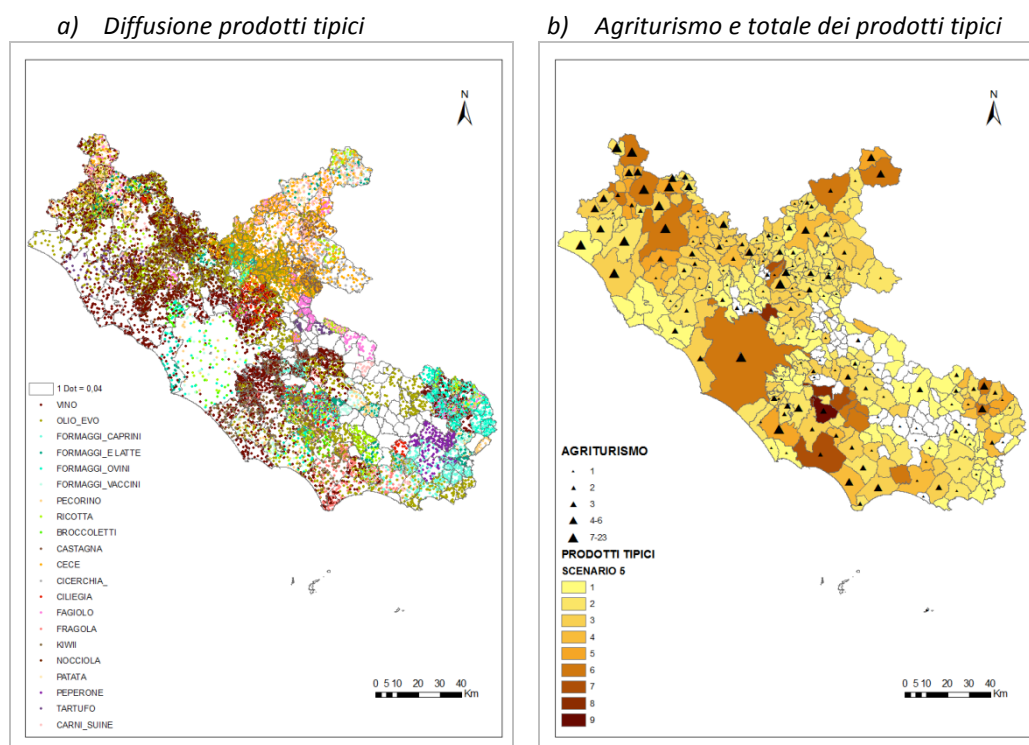 a) Diffusione prodotti tipici
N
1 Dot = 0,04
VINO
OLIO_EVO
FORMAGGI_CAPRINI
FORMAGGI_E LATTE
FORMAGGI_OVINI
FORMAGGI_VACCINI
PECORINO
RICOTTA
BROCCOLETTI
CASTAGNA
CECE
CICERCHIA_
CILIEGIA
FAGIOLO
FRAGOLA
KIWII
NOCCIOLA
PATATA
PEPERONE
TARTUFO
CARNI_SUINE
0 5 10 20 30 40
Km
b) Agriturismo e totale dei prodotti tipici
N
AGRITURISMO
1
2
3
4-6
7-23
PRODOTTI TIPICI
SCENARIO 5
1
2
3
4
5
6
7
8
9
0 5 10 20 30 40
Km